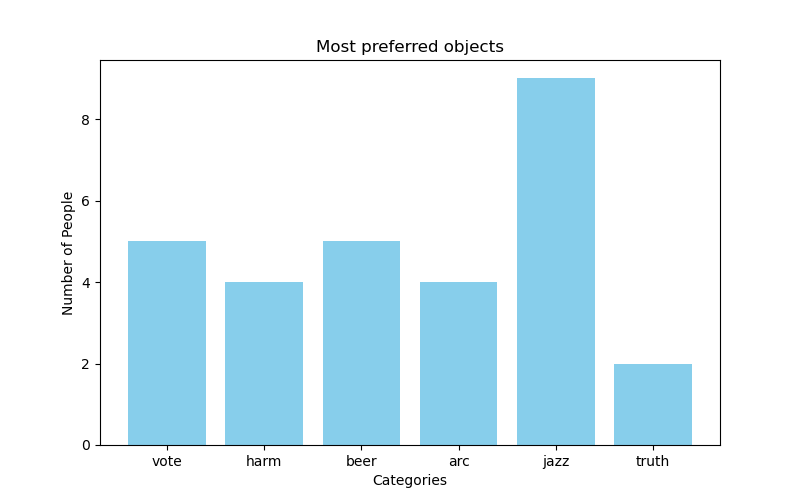 Most preferred objects
Number of People
8
6
4
2
0
vote harm beer arc jazz truth
Categories